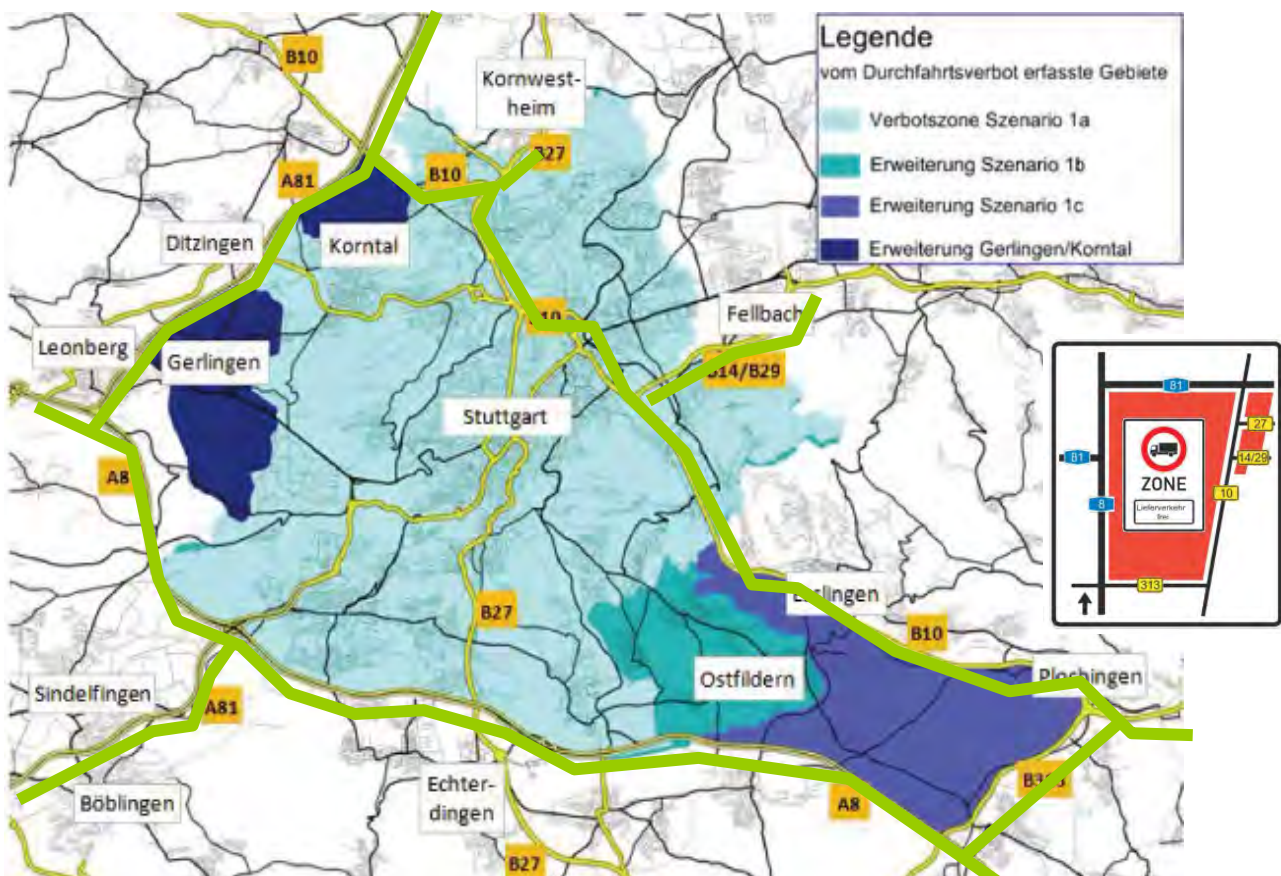 Legende
vom Durchfahrtsverbot erfasste Gebiete
Verbotszone Szenario 1a
Erweiterung Szenario 1b
Erweiterung Szenario 1c
Erweiterung Gerlingen/Korntal
B10
Kornwest-
heim
B27
A81
B10
Ditzingen
Korntal
Leonberg
Gerlingen
Fellbach
B14/B29
Stuttgart
A8
81
27
81
14/29
ZONE
10
8
Lieferverkehr
frei
313
B27
B10
Ostfildern
Plochingen
Sindelfingen
A81
Echter-
dingen
Böblingen
A8
B27